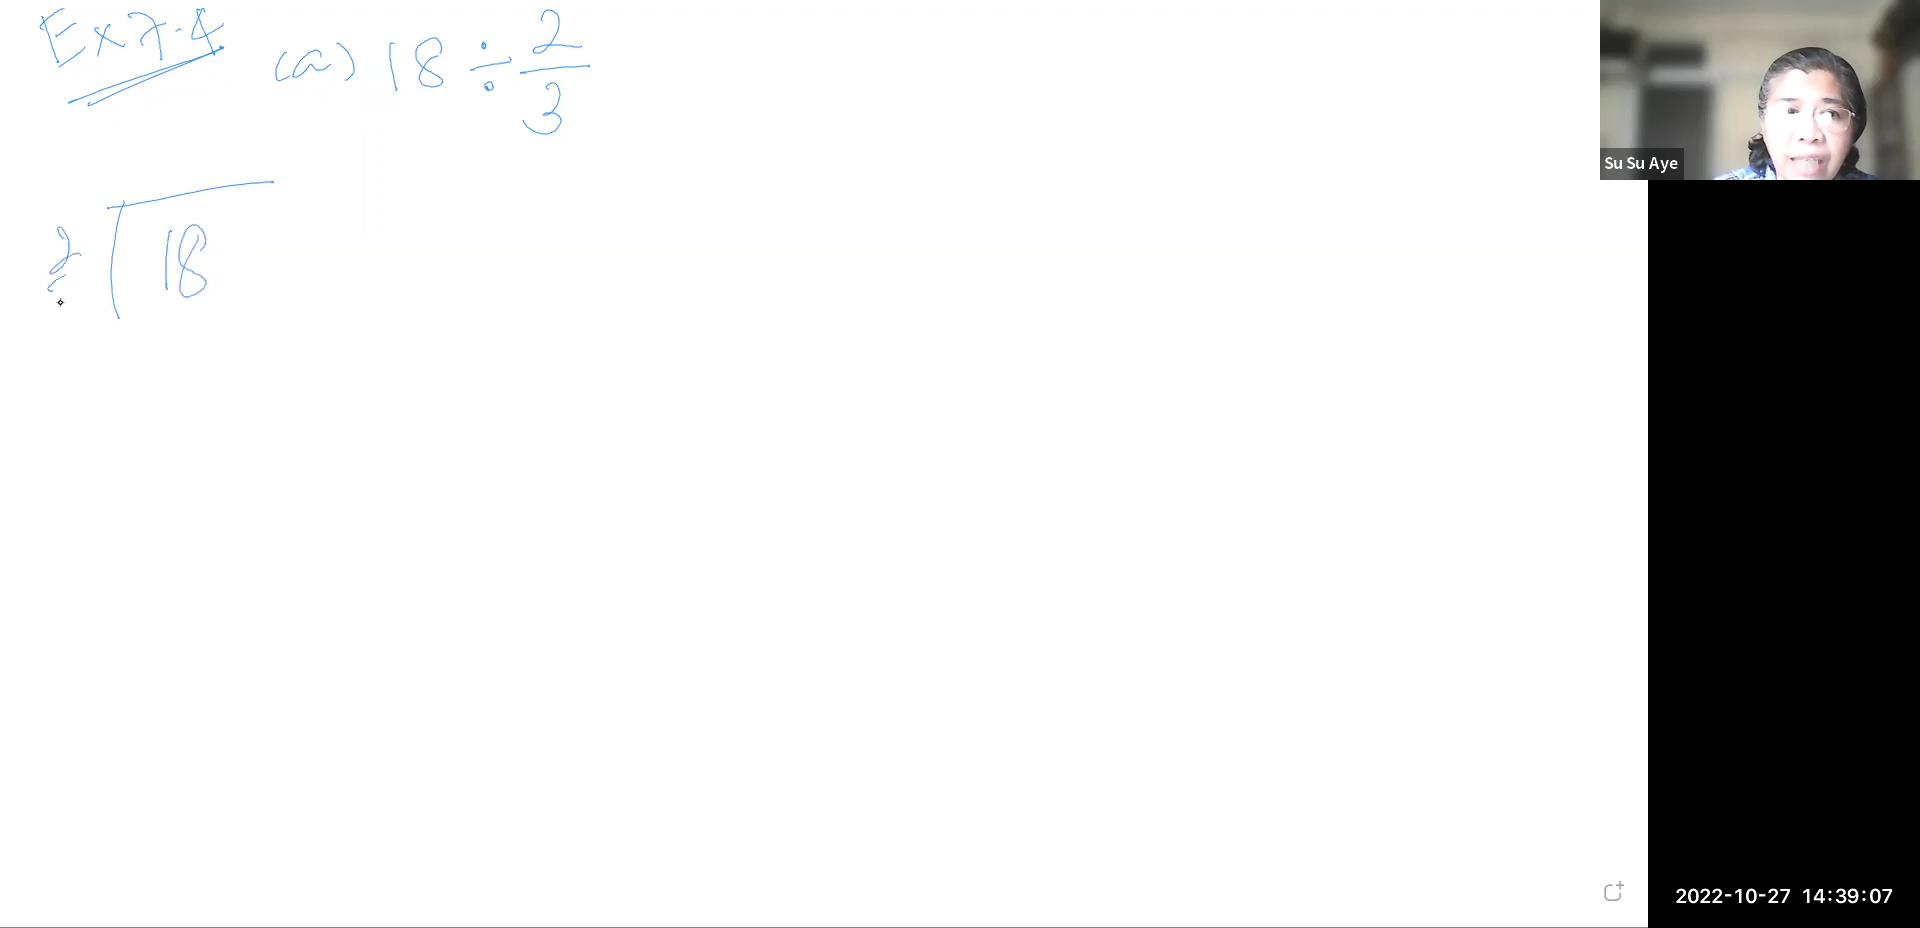 Ex 7.4
(a) 18 ÷ 2/3
Su Su Aye
2 18
2022-10-27 14:39:07